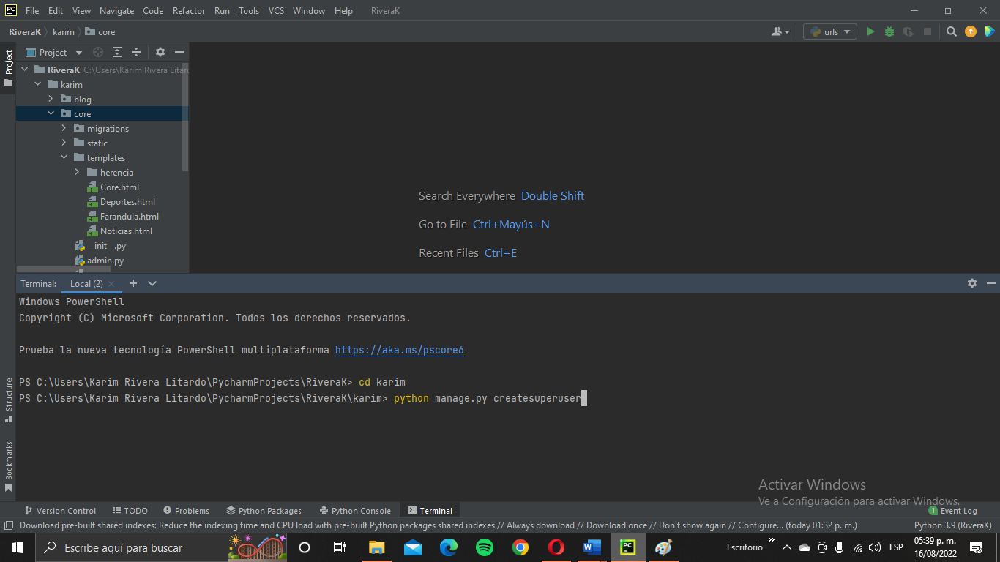 PC File Edit View Navigate Code Refactor Run Tools VCS Window Help RiveraK
RiveraK karim core urls
Project
Project
RiveraK C:\Users\Karim Rivera Litar
karim
blog
core
migrations
static
templates
herencia
Core.html
Deportes.html
Farandula.html
Noticias.html
__init__.py
admin.py
Search Everywhere Double Shift
Go to File Ctrl+Mayús+N
Recent Files Ctrl+E
Terminal: Local (2)
Windows PowerShell
Copyright (C) Microsoft Corporation. Todos los derechos reservados.
Prueba la nueva tecnología PowerShell multiplataforma https://aka.ms/pscore6
PS C:\Users\Karim Rivera Litardo\PycharmProjects\RiveraK> cd karim
PS C:\Users\Karim Rivera Litardo\PycharmProjects\RiveraK\karim> python manage.py createsuperuser
Structure
Bookmarks
Activar Windows
Ve a Configuración para activar Windows.
Version Control TODO Problems Python Packages Python Console Terminal 1 Event Log
Download pre-built shared indexes: Reduce the indexing time and CPU load with pre-built Python packages shared indexes // Always download // Download once // Don't show again // Configure... (today 01:32 p. m.) Python 3.9 (RiveraK)
Escribe aquí para buscar PC Escritorio ESP 05:39 p. m.
16/08/2022